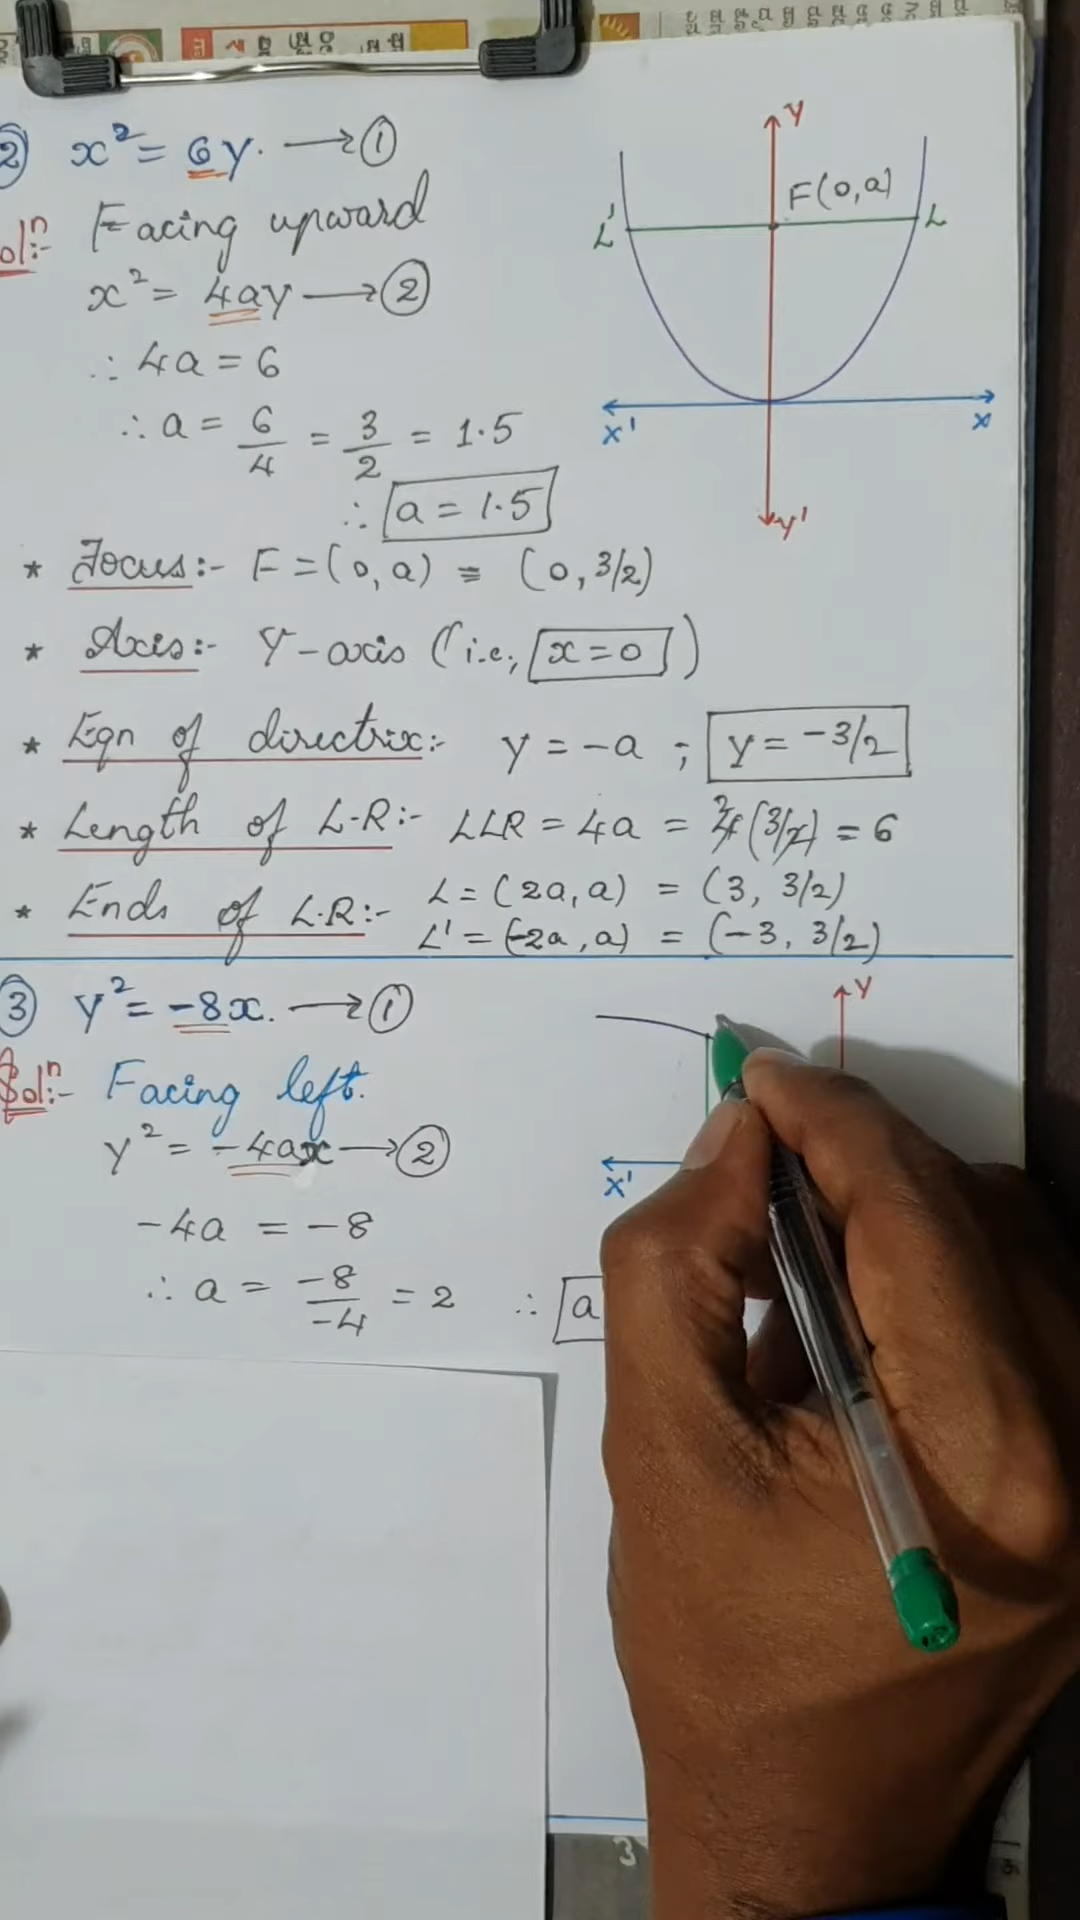 ② x² = 6y. → ①
Solⁿ:- Facing upward
x² = 4ay → ②
∴ 4a = 6
∴ a = 6/4 = 3/2 = 1.5
∴ a = 1.5
Y
F(0, a)
L' L
X' X
Y'
* Focus:- F = (0, a) = (0, 3/2)
* Axis:- Y-axis (i.e; x = 0)
* Eqn of directrix:- y = -a ; y = -3/2
* Length of L.R:- LLR = 4a = 4(3/2) = 6
* Ends of L.R:- L = (2a, a) = (3, 3/2)
L' = (-2a, a) = (-3, 3/2)
③ y² = -8x. → ①
Solⁿ:- Facing left.
y² = -4ax → ②
-4a = -8
∴ a = -8/-4 = 2 ∴ a
Y
X'